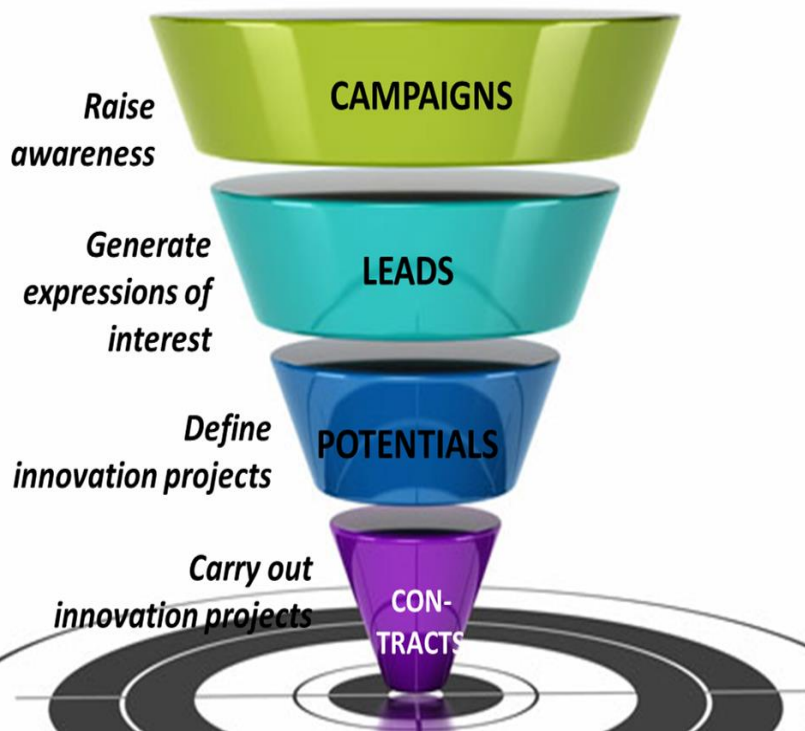 CAMPAIGNS
Raise
awareness
LEADS
Generate
expressions of
interest
POTENTIALS
Define
innovation projects
CON-
TRACTS
Carry out
innovation projects